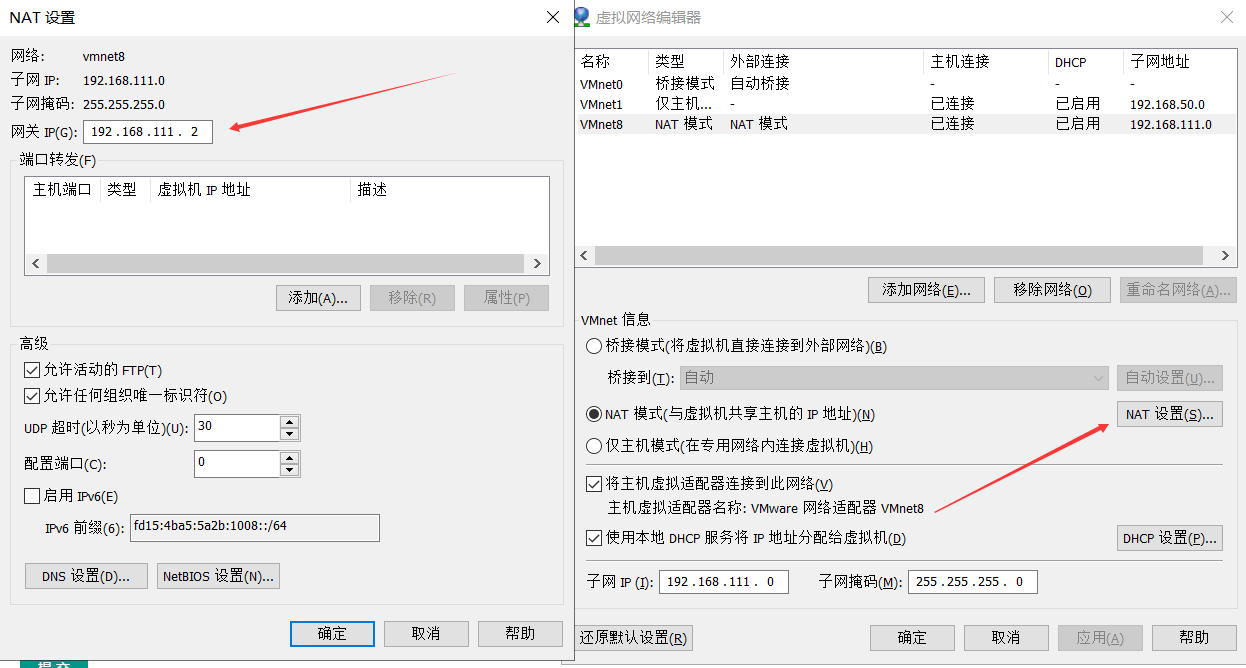 NAT 设置
网络: vmnet8
子网 IP: 192.168.111.0
子网掩码: 255.255.255.0
网关 IP(G): 192 . 168 . 111 . 2
端口转发(F)
主机端口 类型 虚拟机 IP 地址 描述
添加(A)... 移除(R) 属性(P)
高级
允许活动的 FTP(T)
允许任何组织唯一标识符(O)
UDP 超时(以秒为单位)(U): 30
配置端口(C): 0
启用 IPv6(E)
IPv6 前缀(6): fd15:4ba5:5a2b:1008::/64
DNS 设置(D)... NetBIOS 设置(N)...
确定 取消 帮助
提 交
虚拟网络编辑器
名称 类型 外部连接 主机连接 DHCP 子网地址
VMnet0 桥接模式 自动桥接 - - -
VMnet1 仅主机... - 已连接 已启用 192.168.50.0
VMnet8 NAT 模式 NAT 模式 已连接 已启用 192.168.111.0
添加网络(E)... 移除网络(O) 重命名网络(A)...
VMnet 信息
桥接模式(将虚拟机直接连接到外部网络)(B)
桥接到(T): 自动 自动设置(U)...
NAT 模式(与虚拟机共享主机的 IP 地址)(N) NAT 设置(S)...
仅主机模式(在专用网络内连接虚拟机)(H)
将主机虚拟适配器连接到此网络(V)
主机虚拟适配器名称: VMware 网络适配器 VMnet8
使用本地 DHCP 服务将 IP 地址分配给虚拟机(D) DHCP 设置(P)...
子网 IP (I): 192 . 168 . 111 . 0 子网掩码(M): 255 . 255 . 255 . 0
还原默认设置(R) 确定 取消 应用(A) 帮助